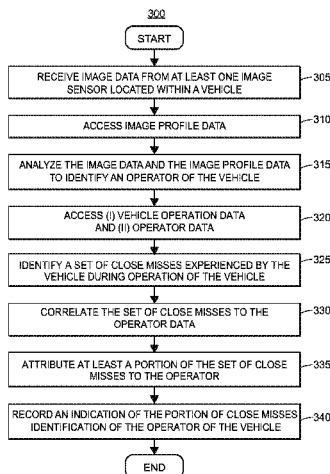 300
START
RECEIVE IMAGE DATA FROM AT LEAST ONE IMAGE
SENSOR LOCATED WITHIN A VEHICLE
305
ACCESS IMAGE PROFILE DATA
310
ANALYZE THE IMAGE DATA AND THE IMAGE PROFILE DATA
TO IDENTIFY AN OPERATOR OF THE VEHICLE
315
ACCESS (I) VEHICLE OPERATION DATA
AND (II) OPERATOR DATA
320
IDENTIFY A SET OF CLOSE MISSES EXPERIENCED BY THE
VEHICLE DURING OPERATION OF THE VEHICLE
325
CORRELATE THE SET OF CLOSE MISSES TO THE
OPERATOR DATA
330
ATTRIBUTE AT LEAST A PORTION OF THE SET OF CLOSE
MISSES TO THE OPERATOR
335
RECORD AN INDICATION OF THE PORTION OF CLOSE MISSES
IDENTIFICATION OF THE OPERATOR OF THE VEHICLE
340
END